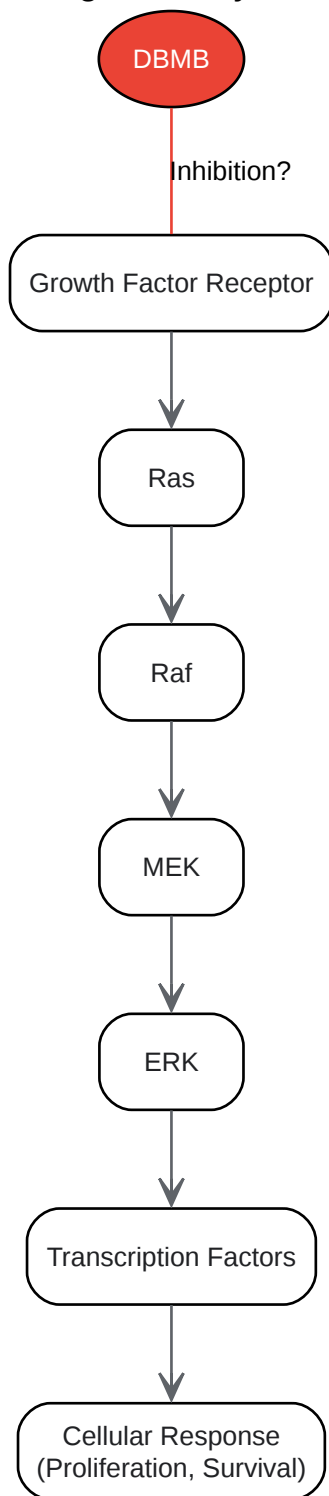 DBMB
Inhibition?
Growth Factor Receptor
Ras
Raf
MEK
ERK
Transcription Factors
Cellular Response
(Proliferation, Survival)